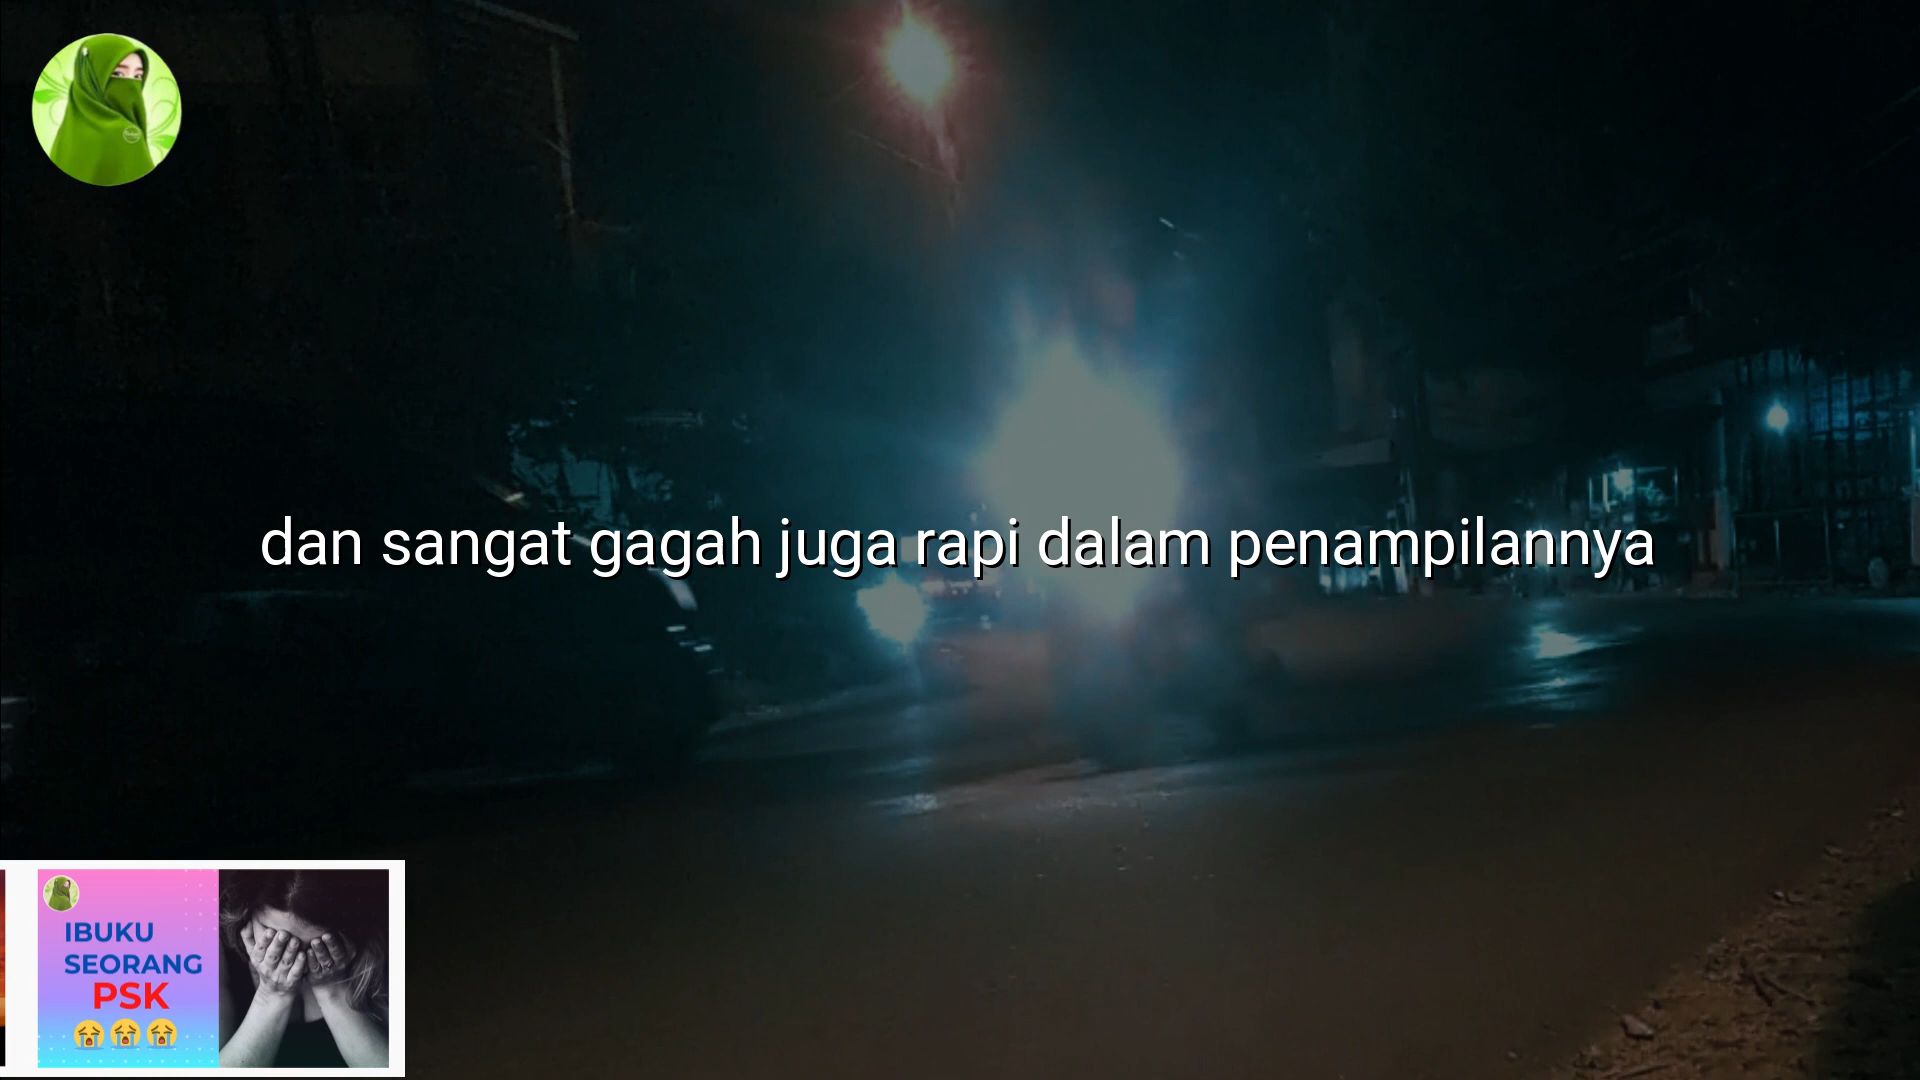 dan sangat gagah juga rapi dalam penampilannya
IBUKU
SEORANG
PSK